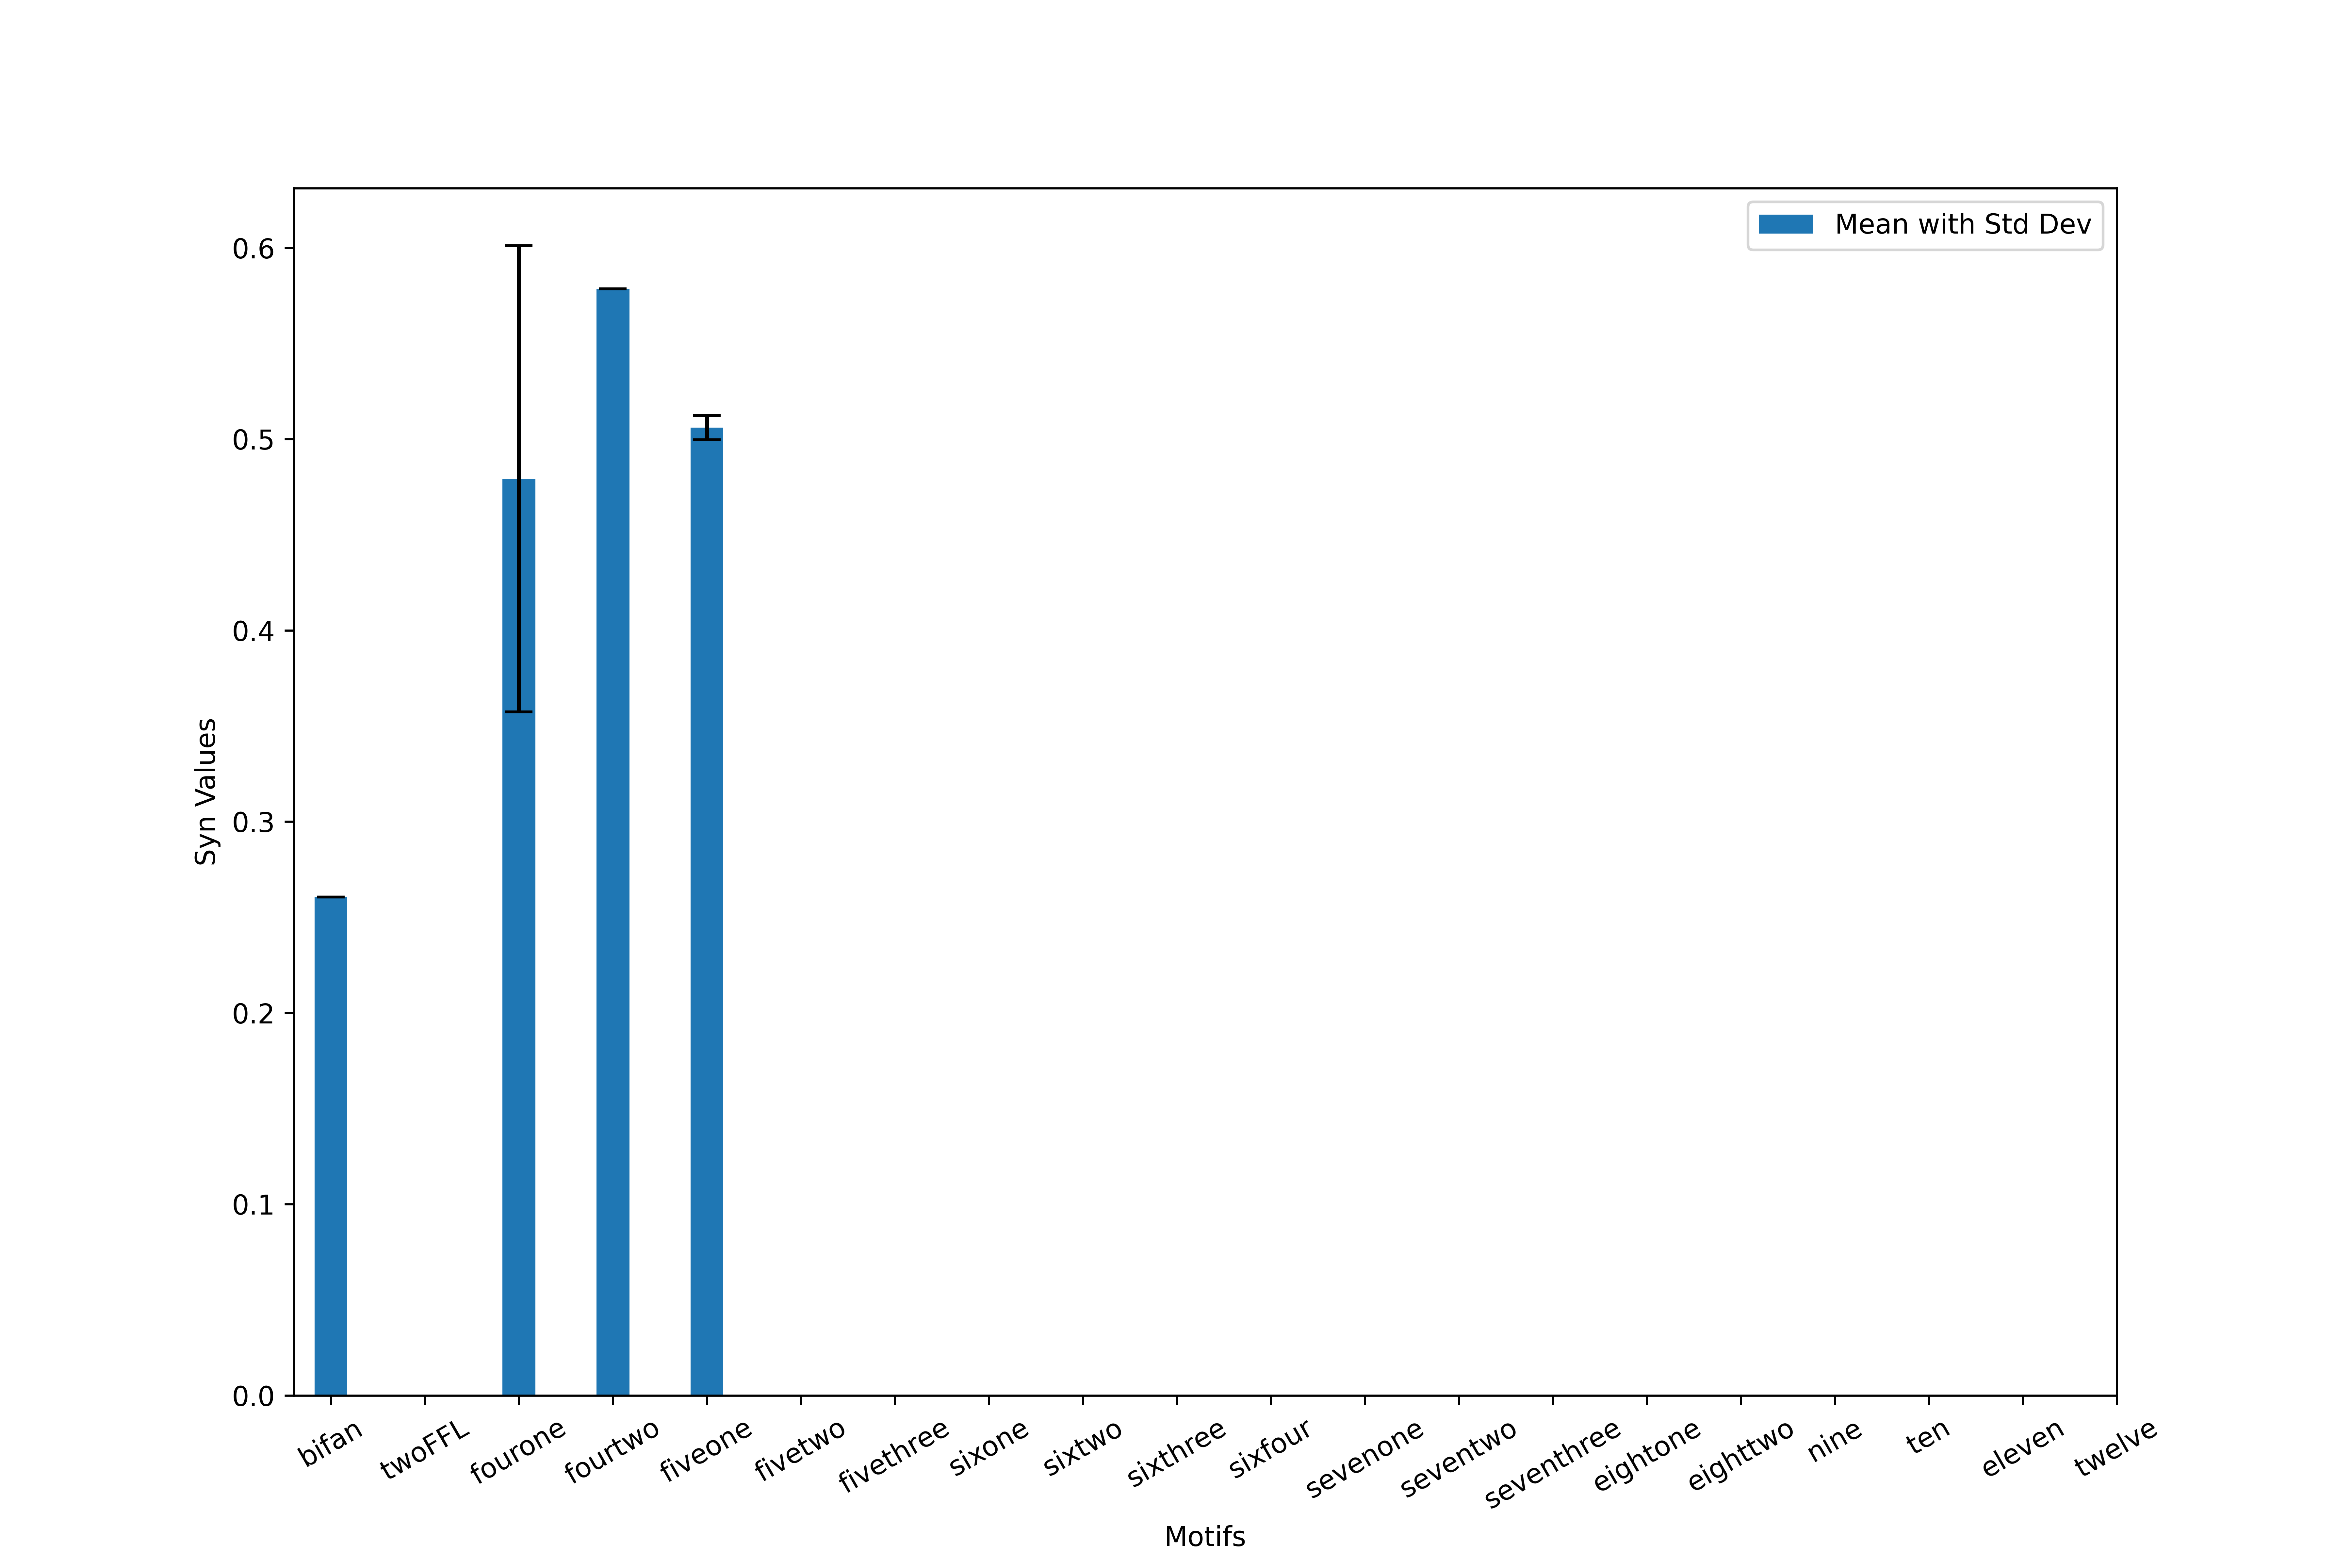 Mean with Std Dev
0.6
0.5
0.4
0.3
0.2
0.1
0.0
Syn Values
bifan
twoFFL
fourone
fourtwo
fiveone
fivetwo
fivethree
sixone
sixtwo
sixthree
sixfour
sevenone
seventwo
seventhree
eightone
eighttwo
nine
ten
eleven
twelve
Motifs